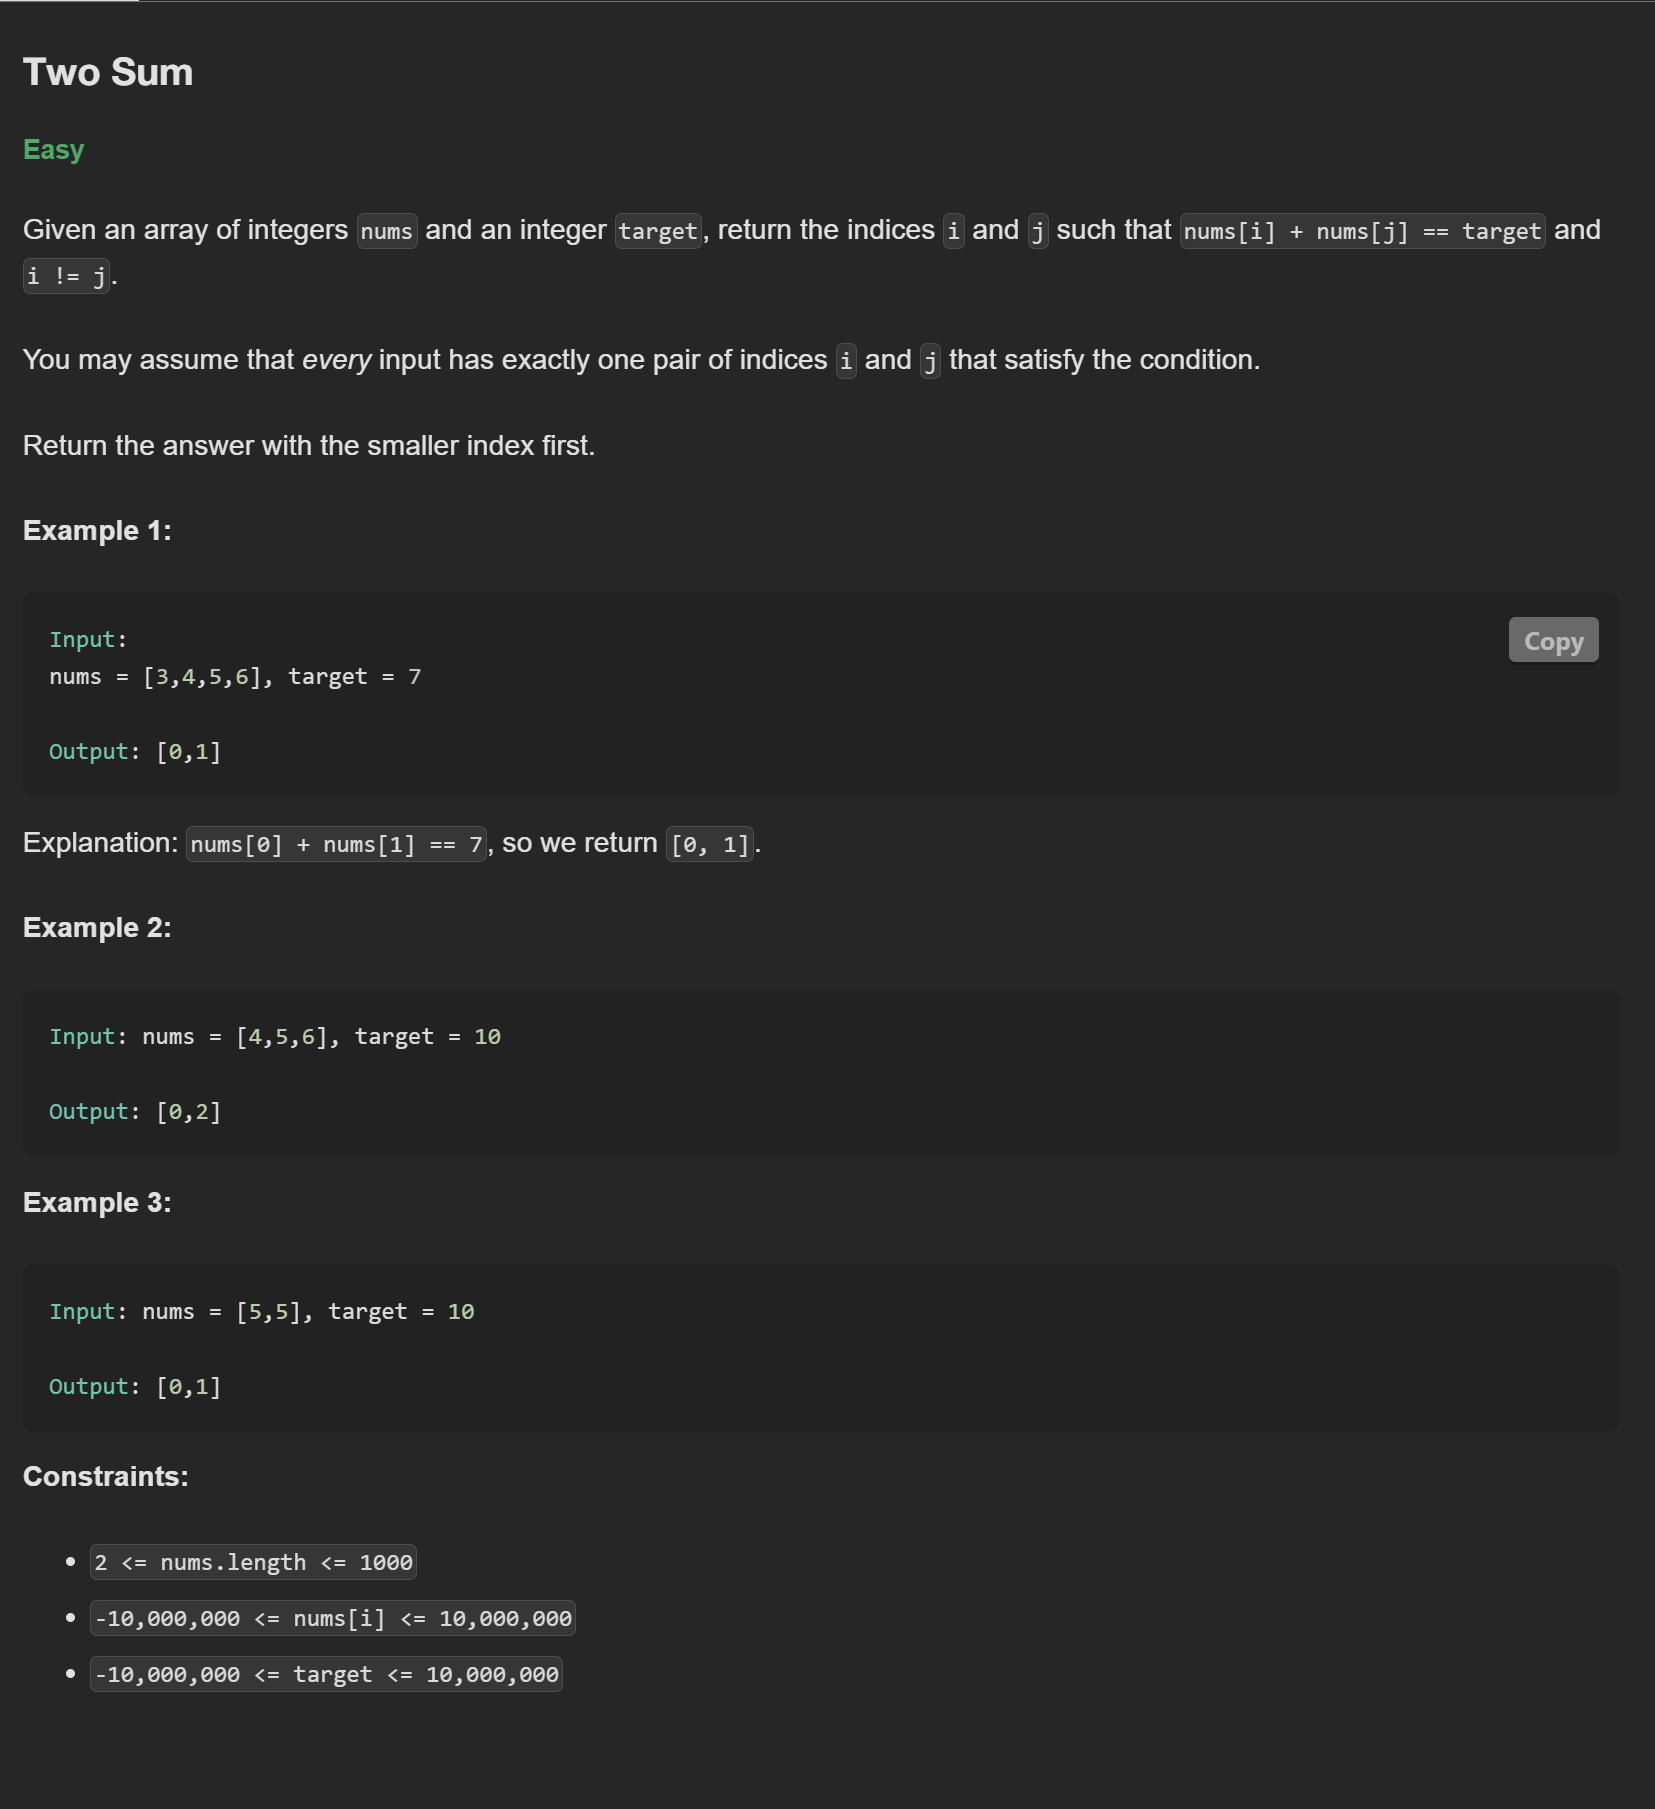 Two Sum
Easy
Given an array of integers nums and an integer target, return the indices i and j such that nums[i] + nums[j] == target and
i != j.
You may assume that every input has exactly one pair of indices i and j that satisfy the condition.
Return the answer with the smaller index first.
Example 1:
Copy
Input:
nums = [3,4,5,6], target = 7
Output: [0,1]
Explanation: nums[0] + nums[1] == 7, so we return [0, 1].
Example 2:
Input: nums = [4,5,6], target = 10
Output: [0,2]
Example 3:
Input: nums = [5,5], target = 10
Output: [0,1]
Constraints:
• 2 <= nums.length <= 1000
• -10,000,000 <= nums[i] <= 10,000,000
• -10,000,000 <= target <= 10,000,000